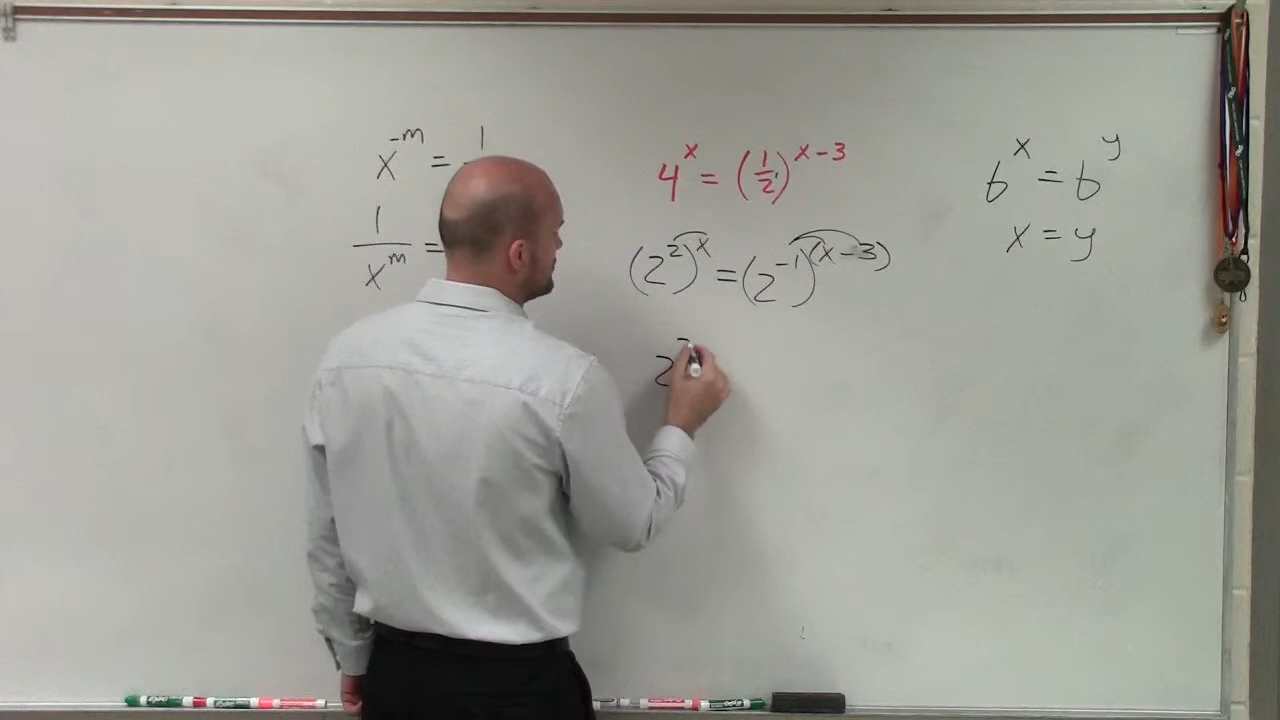 x^{-m} = 1
1/x^m =
4^x = (1/2)^{x-3}
(2^2)^x = (2^{-1})^{(x-3)}
2
b^x = b^y
x = y